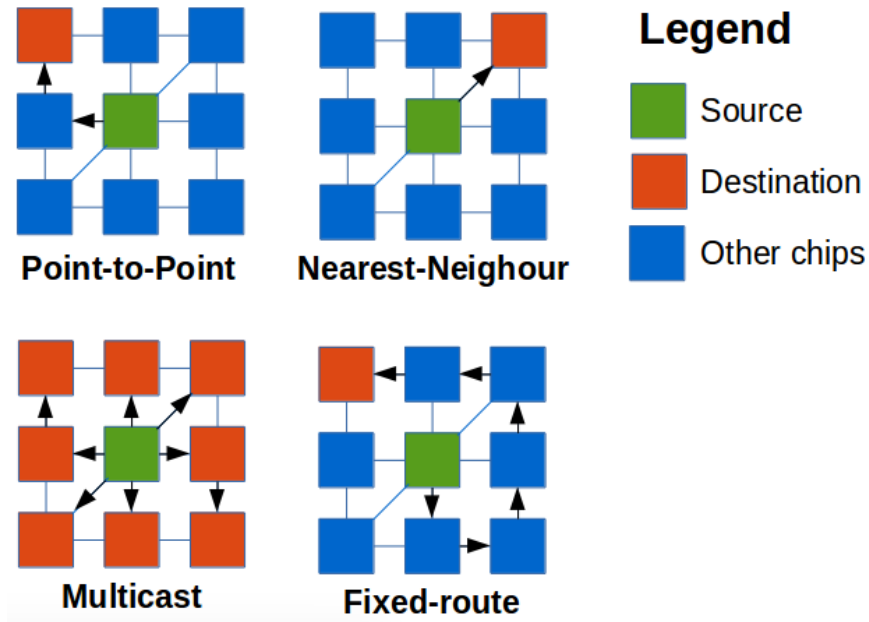 Legend
Source
Destination
Other chips
Point-to-Point
Nearest-Neighour
Multicast
Fixed-route